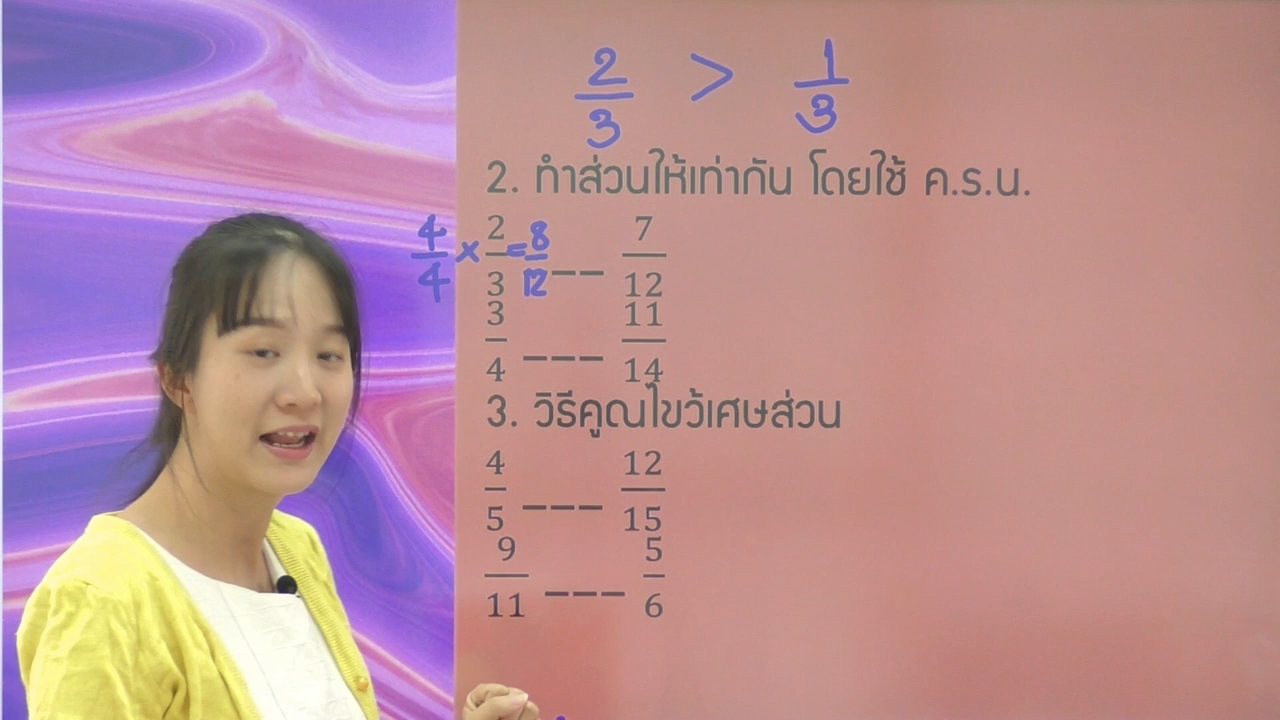 2/3 > 1/3
2. ทำส่วนให้เท่ากัน โดยใช้ ค.ร.น.
4/4 × 2/3 = 8/12 --- 7/12
3/4 --- 11/14
3. วิธีคูณไขว้เศษส่วน
4/5 --- 12/15
9/11 --- 5/6